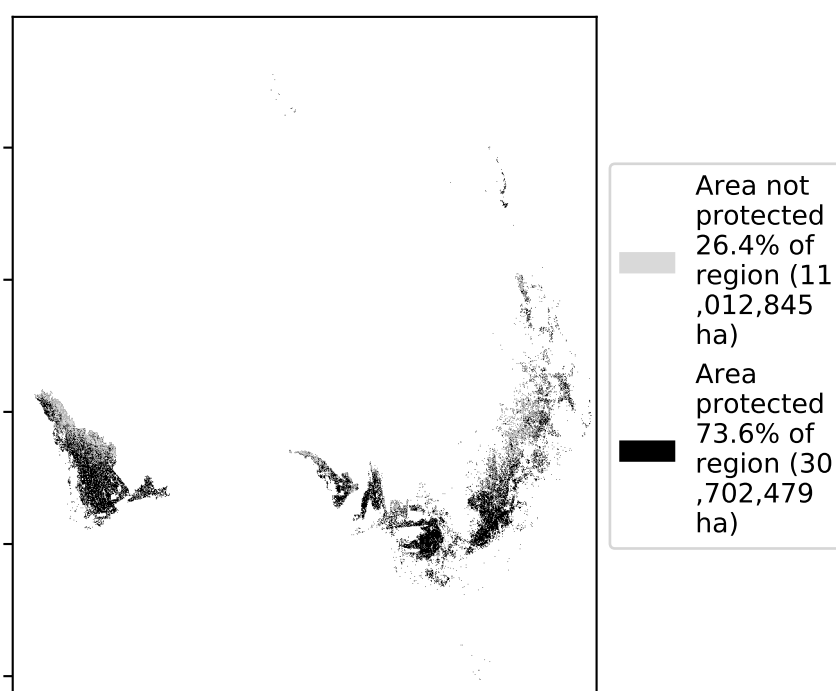 Area not
protected
26.4% of
region (11
,012,845
ha)
Area
protected
73.6% of
region (30
,702,479
ha)